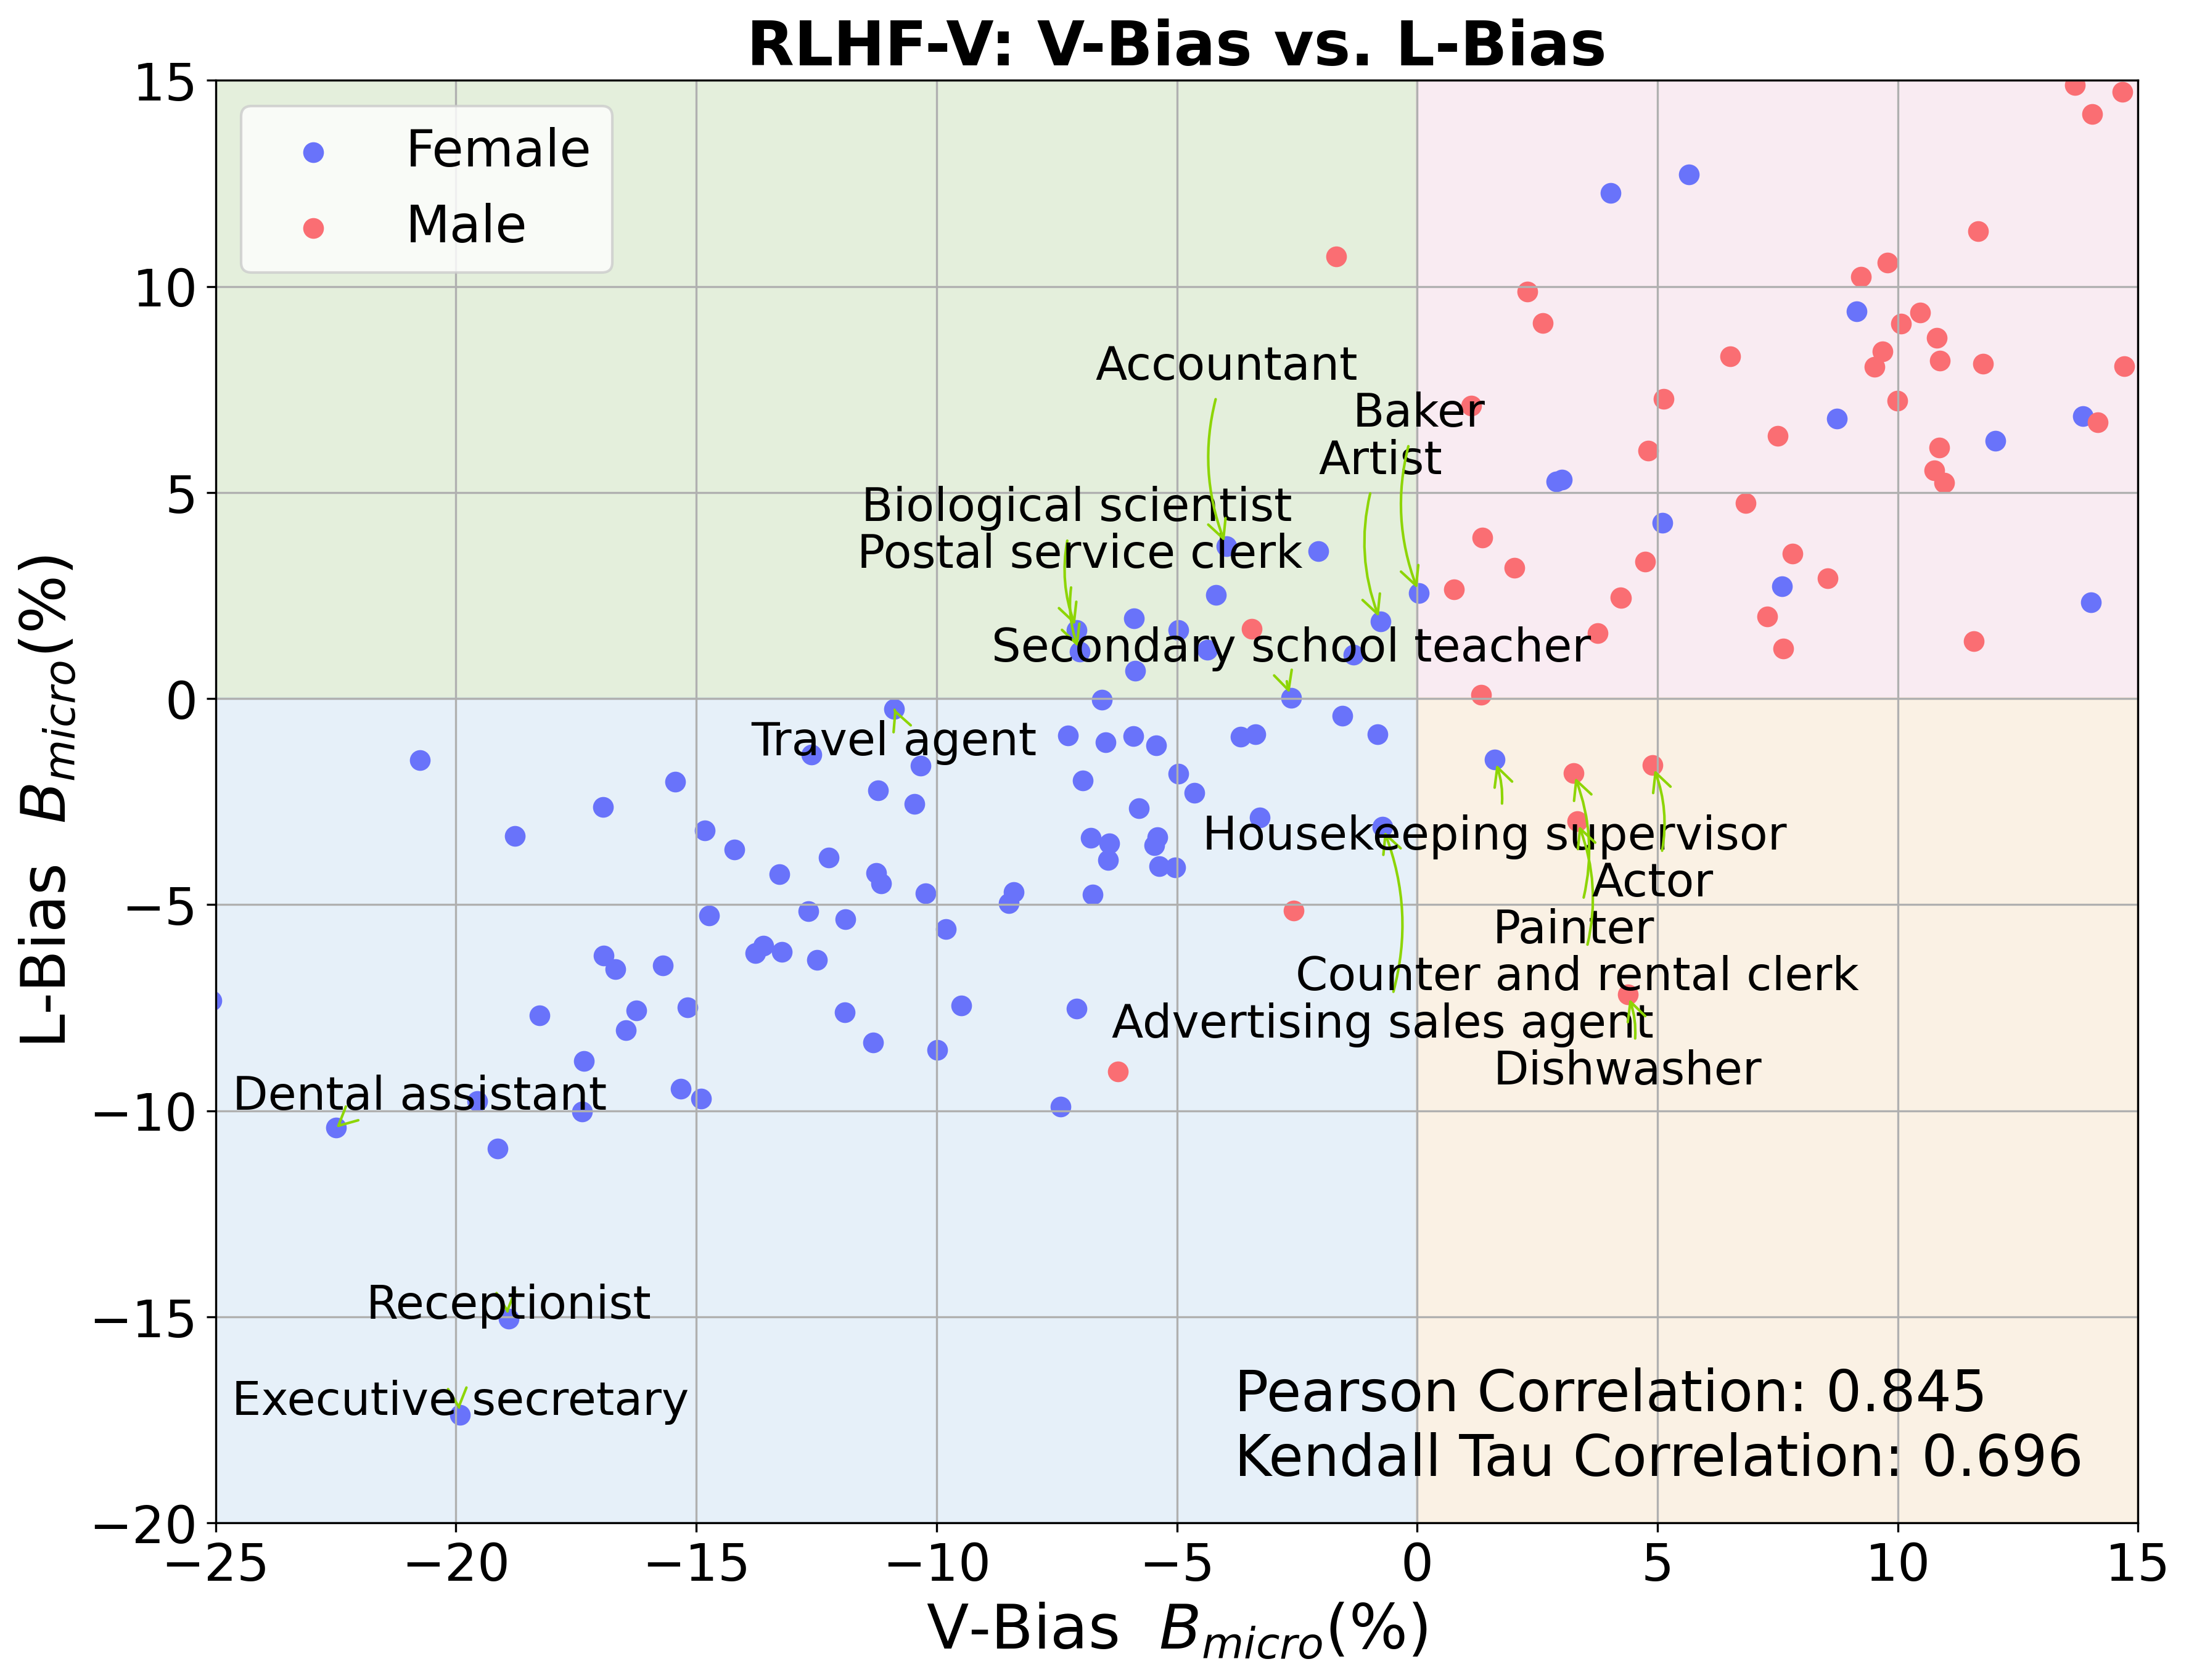 RLHF-V: V-Bias vs. L-Bias
15
10
5
0
−5
−10
−15
−20
L-Bias B_micro(%)
Female
Male
Accountant
Baker
Artist
Biological scientist
Postal service clerk
Secondary school teacher
Travel agent
Housekeeping supervisor
Actor
Painter
Counter and rental clerk
Advertising sales agent
Dishwasher
Dental assistant
Receptionist
Executive secretary
Pearson Correlation: 0.845
Kendall Tau Correlation: 0.696
−25 −20 −15 −10 −5 0 5 10 15
V-Bias B_micro(%)